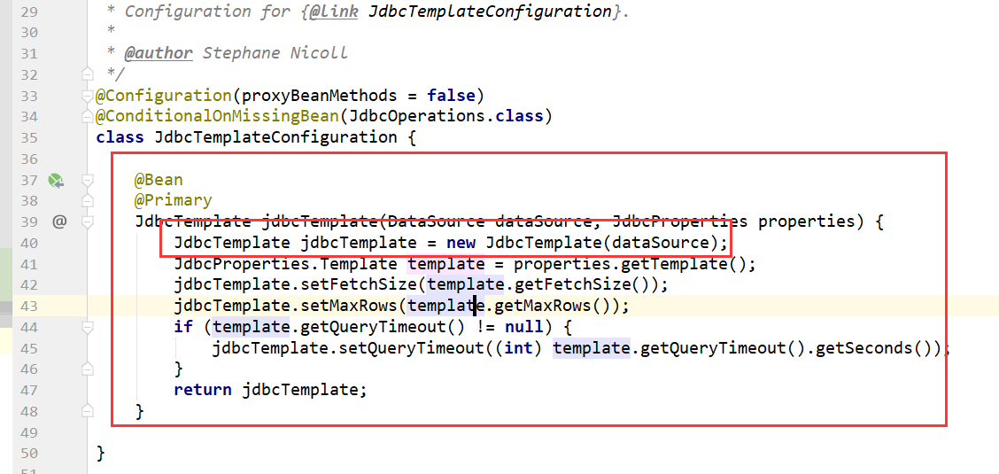 29 * Configuration for {@link JdbcTemplateConfiguration}.
30 *
31 * @author Stephane Nicoll
32 */
33 @Configuration(proxyBeanMethods = false)
34 @ConditionalOnMissingBean(JdbcOperations.class)
35 class JdbcTemplateConfiguration {
36
37 @Bean
38 @Primary
39 @ JdbcTemplate jdbcTemplate(DataSource dataSource, JdbcProperties properties) {
40 JdbcTemplate jdbcTemplate = new JdbcTemplate(dataSource);
41 JdbcProperties.Template template = properties.getTemplate();
42 jdbcTemplate.setFetchSize(template.getFetchSize());
43 jdbcTemplate.setMaxRows(template.getMaxRows());
44 if (template.getQueryTimeout() != null) {
45 jdbcTemplate.setQueryTimeout((int) template.getQueryTimeout().getSeconds());
46 }
47 return jdbcTemplate;
48 }
49
50 }
51